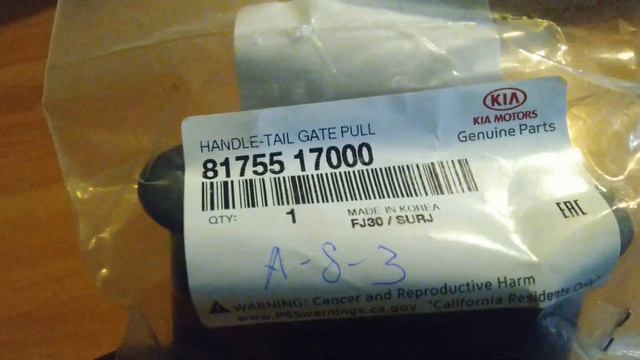 KIA
KIA MOTORS
Genuine Parts
HANDLE-TAIL GATE PULL
81755 17000
QTY: 1 MADE IN KOREA
FJ30 / SURJ
EAC
A-8-3
WARNING: Cancer and Reproductive Harm
www.P65warnings.ca.gov *California Residents Only